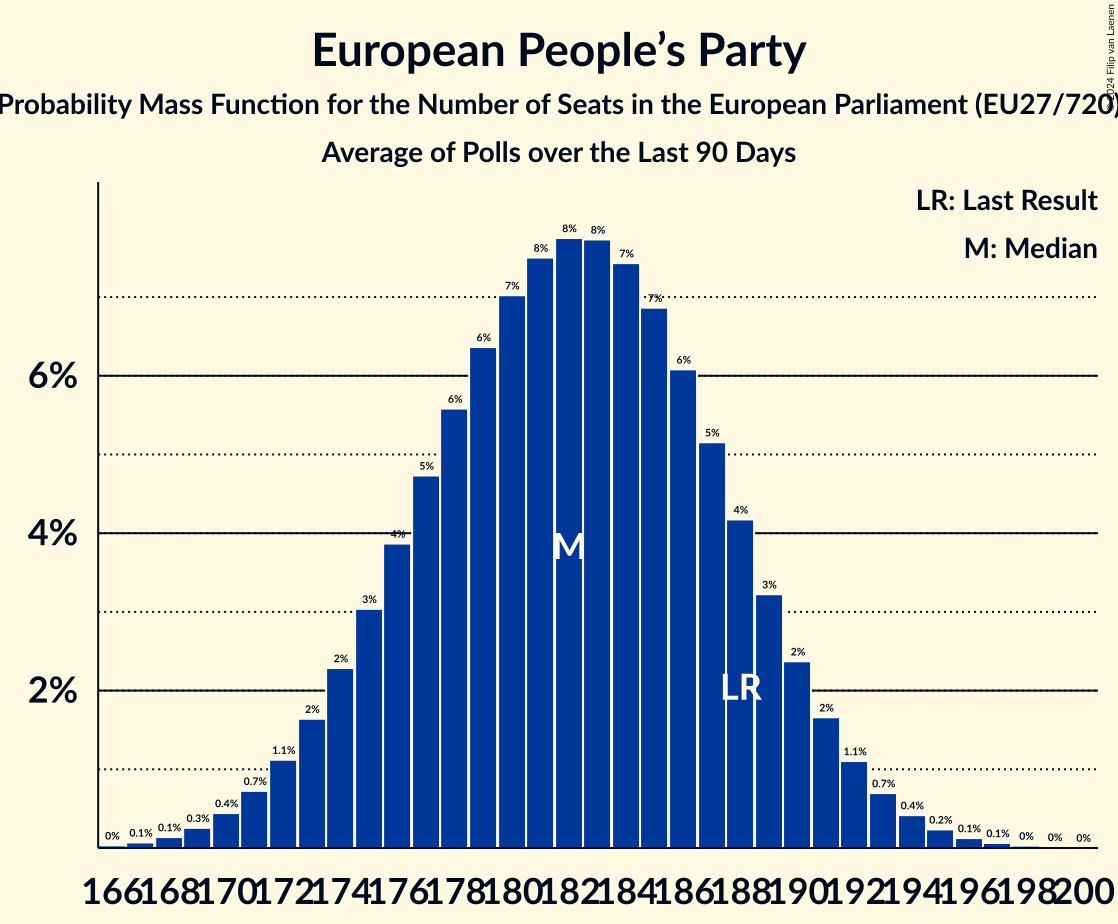 European People’s Party
Probability Mass Function for the Number of Seats in the European Parliament (EU27/720)
Average of Polls over the Last 90 Days
©2024 Filip van Laenen
LR: Last Result
M: Median
6%
4%
2%
0% 0.1% 0.1% 0.3% 0.4% 0.7% 1.1% 2% 2% 3% 4% 5% 6% 6% 7% 8% 8% 8% 7% 7% 6% 5% 4% 3% 2% 2% 1.1% 0.7% 0.4% 0.2% 0.1% 0.1% 0% 0% 0%
M
LR
166 168 170 172 174 176 178 180 182 184 186 188 190 192 194 196 198 200